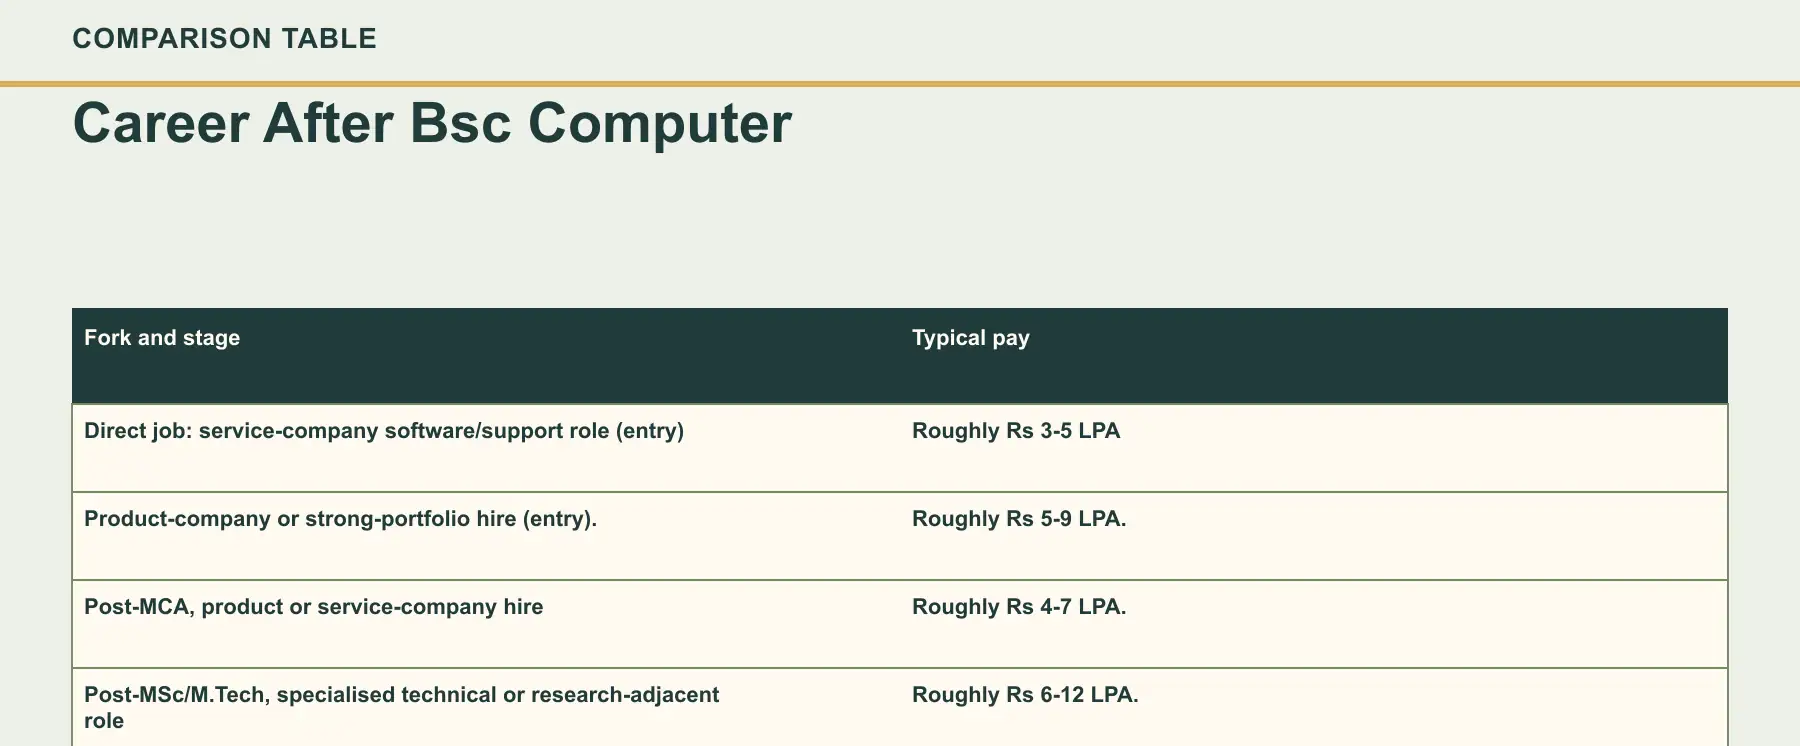 COMPARISON TABLE
Career After Bsc Computer
Fork and stage
Typical pay
Direct job: service-company software/support role (entry)
Roughly Rs 3-5 LPA
Product-company or strong-portfolio hire (entry).
Roughly Rs 5-9 LPA.
Post-MCA, product or service-company hire
Roughly Rs 4-7 LPA.
Post-MSc/M.Tech, specialised technical or research-adjacent
role
Roughly Rs 6-12 LPA.